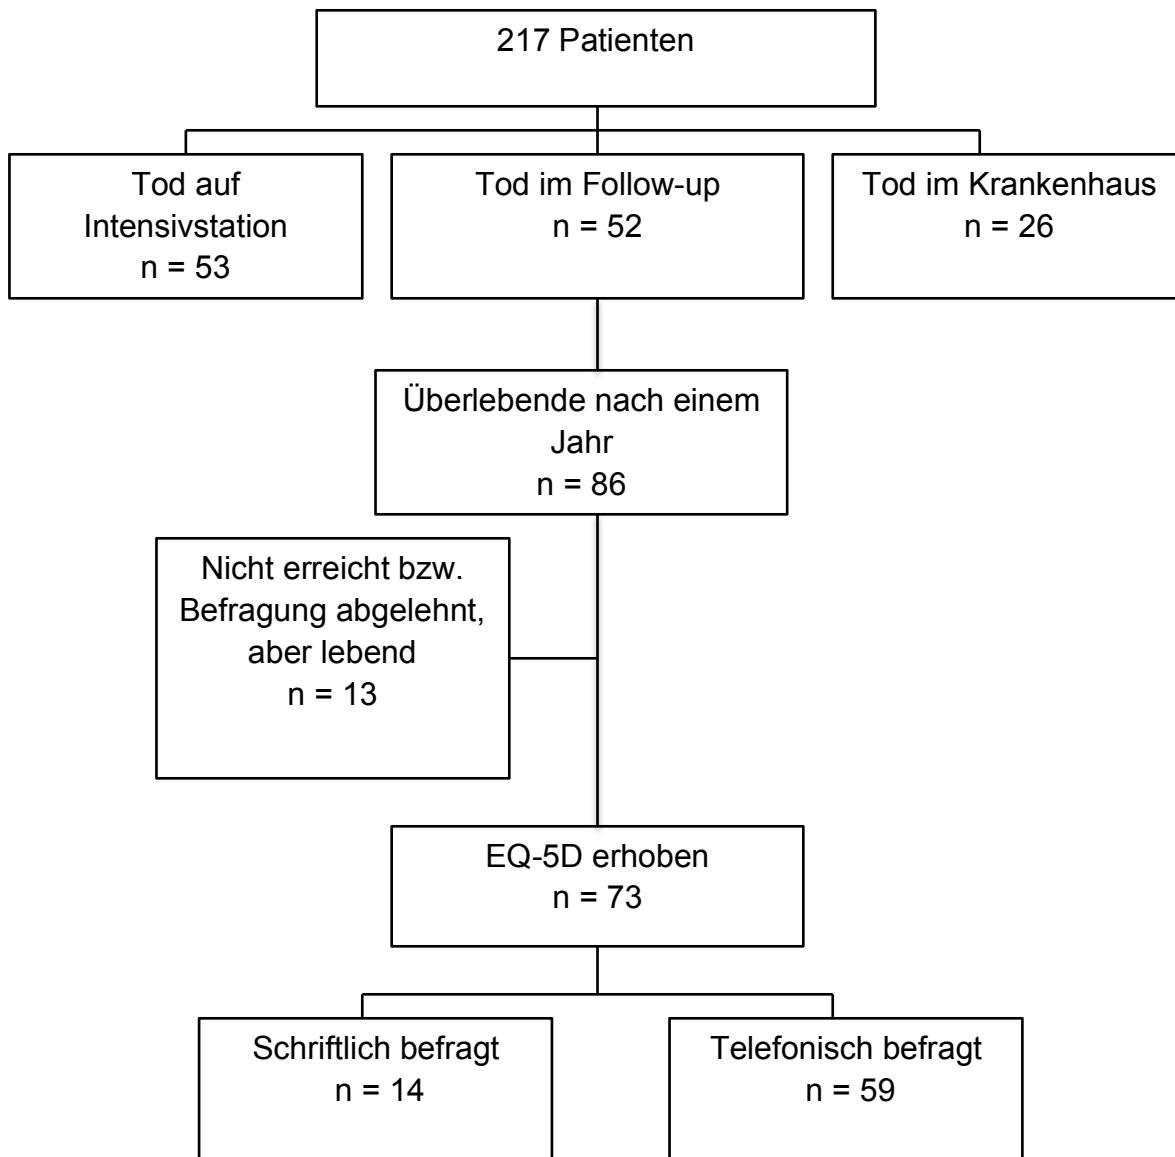 217 Patienten
Tod auf
Intensivstation
n = 53
Tod im Follow-up
n = 52
Tod im Krankenhaus
n = 26
Überlebende nach einem
Jahr
n = 86
Nicht erreicht bzw.
Befragung abgelehnt,
aber lebend
n = 13
EQ-5D erhoben
n = 73
Schriftlich befragt
n = 14
Telefonisch befragt
n = 59